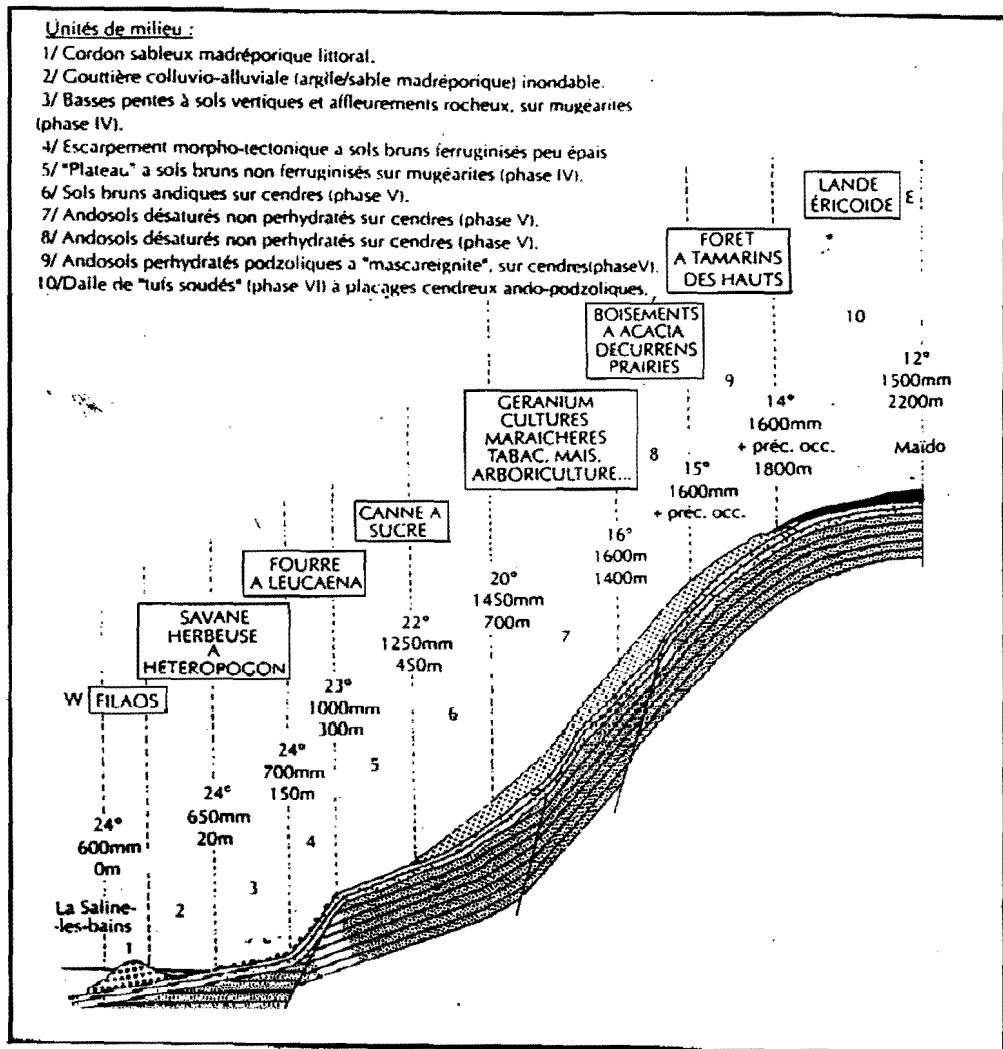 Unités de milieu :
1/ Cordon sableux madréporique littoral.
2/ Gouttière colluvio-alluviale (argile/sable madréporique) inondable.
3/ Basses pentes à sols vertiques et affleurements rocheux, sur mugéarites
(phase IV).
4/ Escarpement morpho-tectonique a sols bruns ferruginisés peu épais
5/ "Plateau" a sols bruns non ferruginisés sur mugéarites (phase IV).
6/ Sols bruns andiques sur cendres (phase V).
7/ Andosols désaturés non perhydratés sur cendres (phase V).
8/ Andosols désaturés non perhydratés sur cendres (phase V).
9/ Andosols perhydratés podzoliques a "mascareignite", sur cendres(phaseV).
10/Dalle de "tufs soudés" (phase VI) à placages cendreux ando-podzoliques.
LANDE
ÉRICOIDE
E
FORET
A TAMARINS
DES HAUTS
10
BOISEMENTS
A ACACIA
DECURRENS
PRAIRIES
9
12°
1500mm
2200m
Maïdo
14°
1600mm
+ préc. occ.
1800m
GERANIUM
CULTURES
MARAICHERES
TABAC, MAIS,
ARBORICULTURE...
8
15°
1600mm
+ préc. occ.
CANNE A
SUCRE
16°
1600m
1400m
FOURRE
A LEUCAENA
20°
1450mm
700m
7
SAVANE
HERBEUSE
A
HETEROPOGON
22°
1250mm
450m
6
W
FILAOS
23°
1000mm
300m
5
24°
700mm
150m
4
24°
650mm
20m
3
24°
600mm
0m
2
La Saline-
-les-bains
1